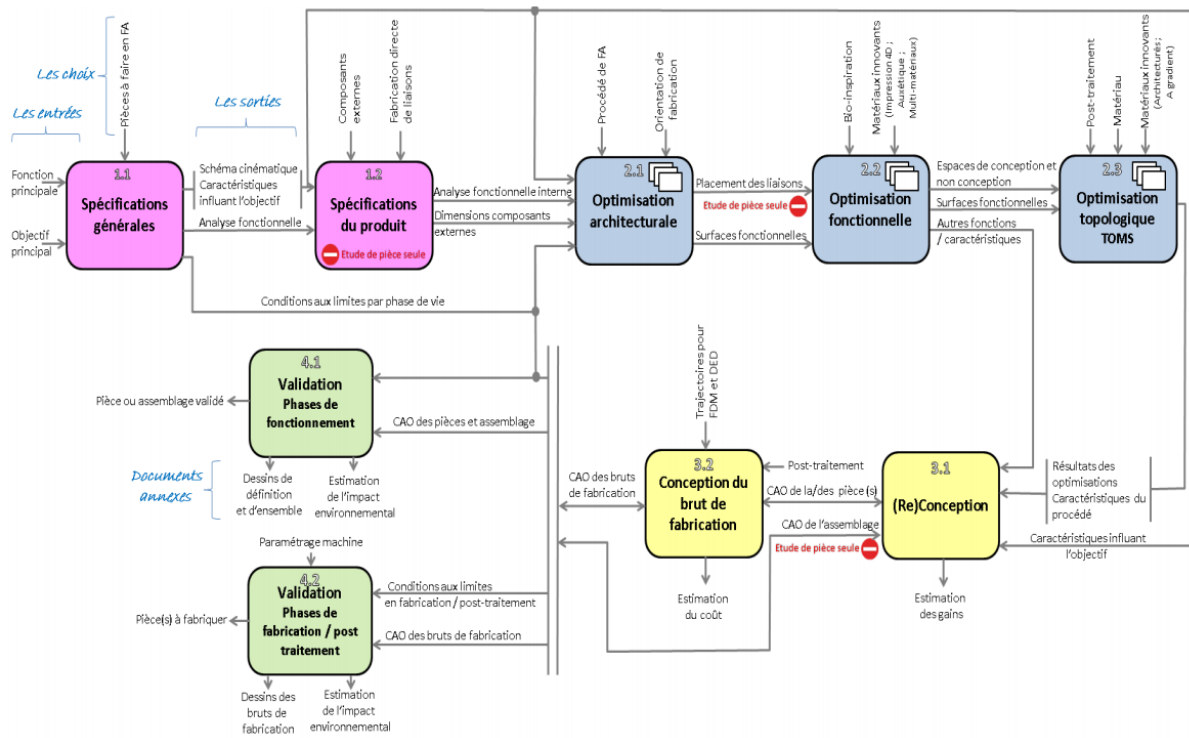 Les choix
Pièces à faire en FA
Les entrées
Les sorties
Composants
externes
Fabrication directe
de liaisons
Procédé de FA
Orientation de
fabrication
Bio-inspiration
Matériaux innovants
(Impression 4D ;
Auxétique ;
Multi-matériaux)
Post-traitement
Matériau
Matériaux innovants
(Architecturés ;
A gradient)
Fonction
principale
Objectif
principal
1.1
Spécifications
générales
Schéma cinématique
Caractéristiques
influant l'objectif
Analyse fonctionnelle
1.2
Spécifications
du produit
Etude de pièce seule
Analyse fonctionnelle interne
Dimensions composants
externes
2.1
Optimisation
architecturale
Placement des liaisons
Etude de pièce seule
Surfaces fonctionnelles
2.2
Optimisation
fonctionnelle
Espaces de conception et
non conception
Surfaces fonctionnelles
Autres fonctions
/ caractéristiques
2.3
Optimisation
topologique
TOMS
Conditions aux limites par phase de vie
4.1
Validation
Phases de
fonctionnement
Pièce ou assemblage validé
CAO des pièces et assemblage
Documents
annexes
Dessins de
définition
et d'ensemble
Estimation
de l'impact
environnemental
Trajectoires pour
FDM et DED
3.2
Conception du
brut de
fabrication
CAO des bruts
de fabrication
Post-traitement
CAO de la/des pièce (s)
CAO de l'assemblage
Etude de pièce seule
Estimation
du coût
3.1
(Re)Conception
Résultats des
optimisations
Caractéristiques du
procédé
Caractéristiques influant
l'objectif
Estimation
des gains
Paramétrage machine
4.2
Validation
Phases de
fabrication / post
traitement
Pièce(s) à fabriquer
Conditions aux limites
en fabrication / post-traitement
CAO des bruts de fabrication
Dessins des
bruts de
fabrication
Estimation
de l'impact
environnemental